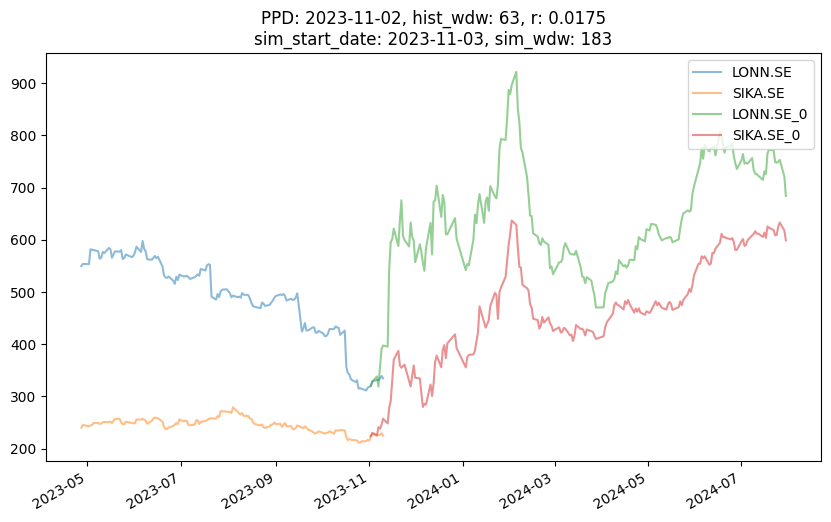 PPD: 2023-11-02, hist_wdw: 63, r: 0.0175
sim_start_date: 2023-11-03, sim_wdw: 183
900
800
700
600
500
400
300
200
LONN.SE
SIKA.SE
LONN.SE_0
SIKA.SE_0
2023-05
2023-07
2023-09
2023-11
2024-01
2024-03
2024-05
2024-07